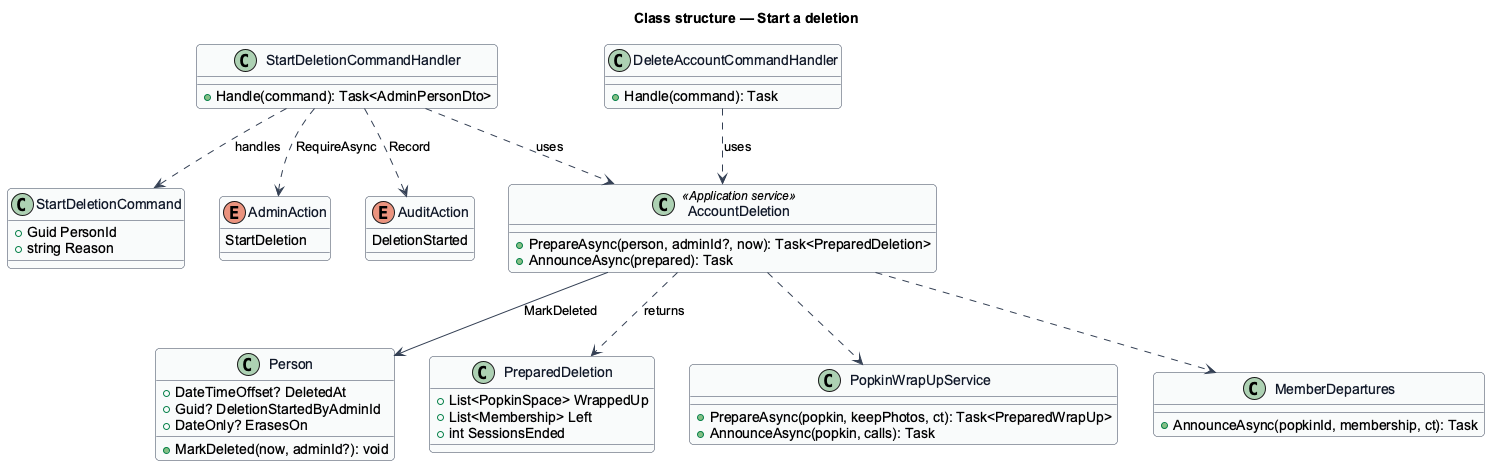 Class structure — Start a deletion
C StartDeletionCommandHandler
Handle(command): Task<AdminPersonDto>
C DeleteAccountCommandHandler
Handle(command): Task
handles
RequireAsync
Record
uses
uses
C StartDeletionCommand
Guid PersonId
string Reason
E AdminAction
StartDeletion
E AuditAction
DeletionStarted
«Application service»
C AccountDeletion
PrepareAsync(person, adminId?, now): Task<PreparedDeletion>
AnnounceAsync(prepared): Task
MarkDeleted
returns
C Person
DateTimeOffset? DeletedAt
Guid? DeletionStartedByAdminId
DateOnly? ErasesOn
MarkDeleted(now, adminId?): void
C PreparedDeletion
List<PopkinSpace> WrappedUp
List<Membership> Left
int SessionsEnded
C PopkinWrapUpService
PrepareAsync(popkin, keepPhotos, ct): Task<PreparedWrapUp>
AnnounceAsync(popkin, calls): Task
C MemberDepartures
AnnounceAsync(popkinId, membership, ct): Task